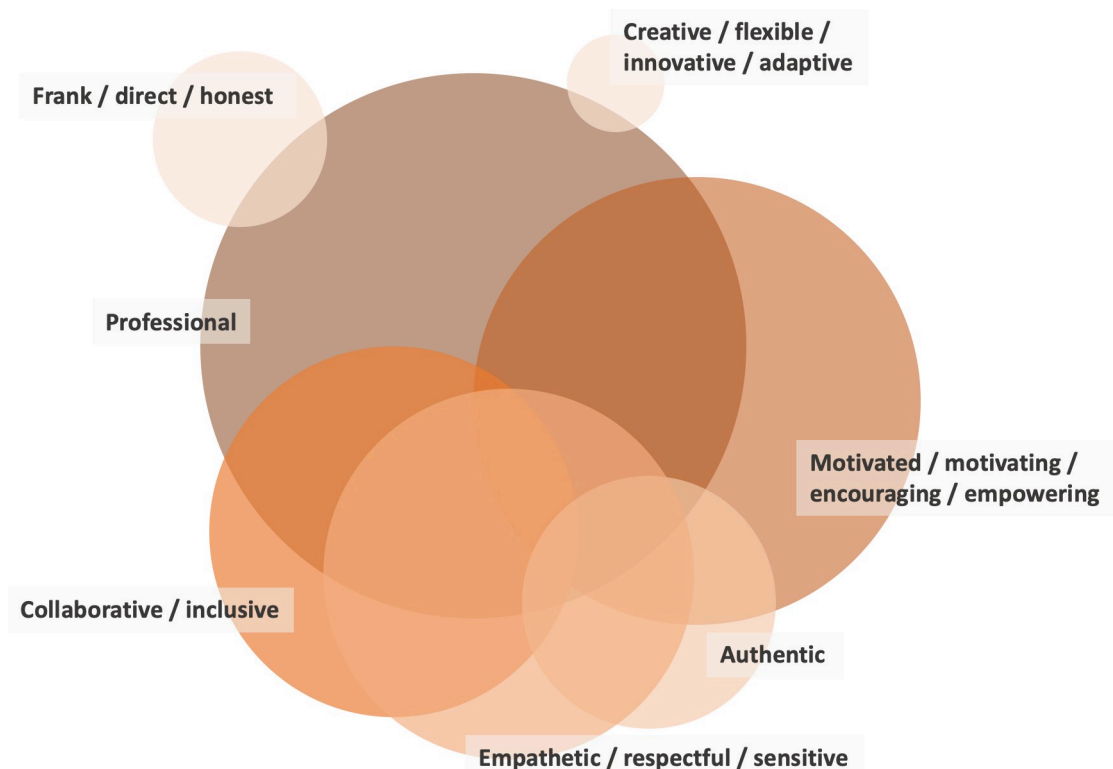 Creative / flexible /
innovative / adaptive
Frank / direct / honest
Professional
Motivated / motivating /
encouraging / empowering
Collaborative / inclusive
Authentic
Empathetic / respectful / sensitive